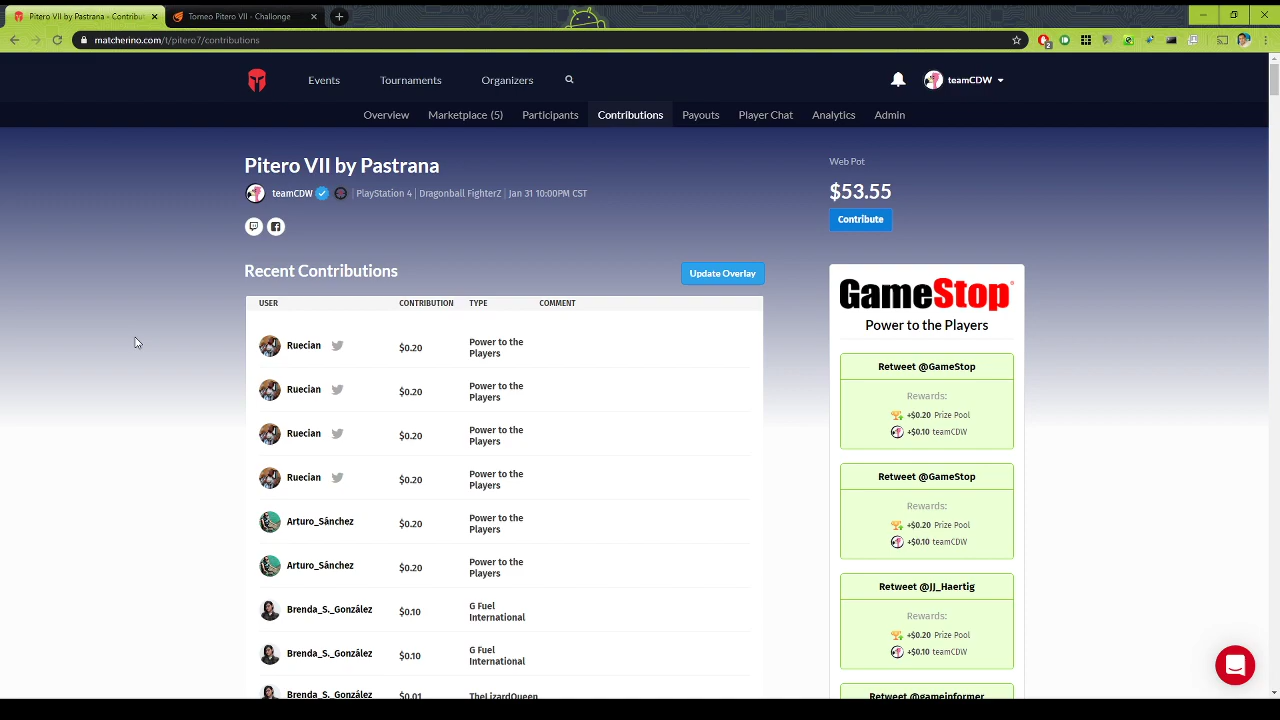 Pitero VII by Pastrana - Contribut
Torneo Pitero VII - Challonge
matcherino.com/t/pitero7/contributions
2
Events Tournaments Organizers
teamCDW
Overview Marketplace (5) Participants Contributions Payouts Player Chat Analytics Admin
Pitero VII by Pastrana
teamCDW | PlayStation 4 | Dragonball FighterZ | Jan 31 10:00PM CST
Web Pot
$53.55
Contribute
Recent Contributions
Update Overlay
USER CONTRIBUTION TYPE COMMENT
Ruecian $0.20 Power to the
Players
Ruecian $0.20 Power to the
Players
Ruecian $0.20 Power to the
Players
Ruecian $0.20 Power to the
Players
Arturo_Sánchez $0.20 Power to the
Players
Arturo_Sánchez $0.20 Power to the
Players
Brenda_S._González $0.10 G Fuel
International
Brenda_S._González $0.10 G Fuel
International
Brenda_S._González $0.01 TheLizardQueen
GameStop
Power to the Players
Retweet @GameStop
Rewards:
+$0.20 Prize Pool
+$0.10 teamCDW
Retweet @GameStop
Rewards:
+$0.20 Prize Pool
+$0.10 teamCDW
Retweet @JJ_Haertig
Rewards:
+$0.20 Prize Pool
+$0.10 teamCDW
Retweet @gameinformer